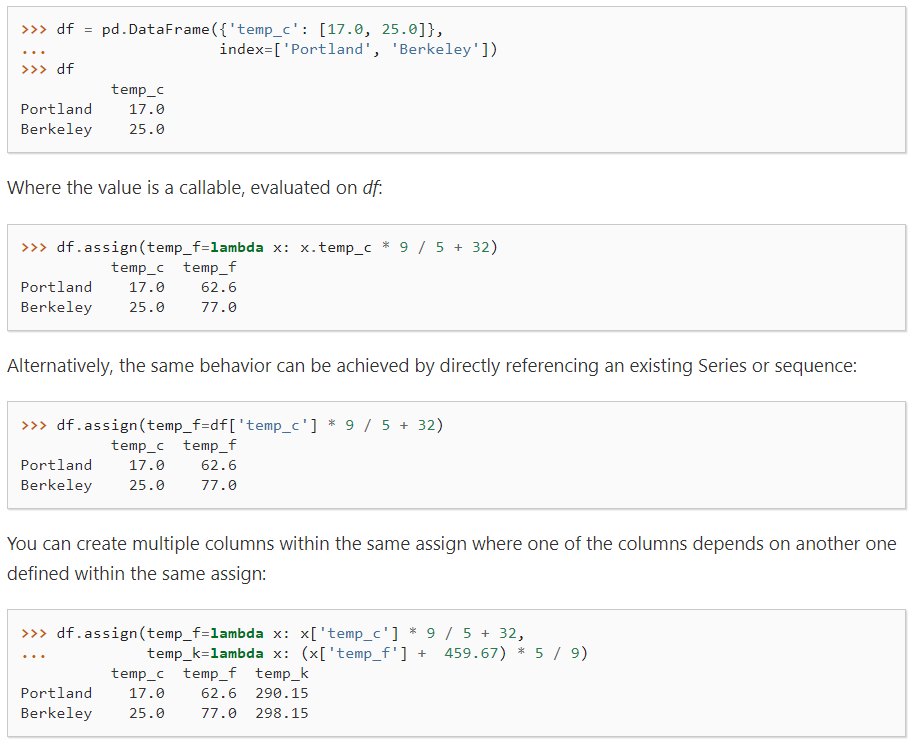 >>> df = pd.DataFrame({'temp_c': [17.0, 25.0]},
...                   index=['Portland', 'Berkeley'])
>>> df
          temp_c
Portland    17.0
Berkeley    25.0
Where the value is a callable, evaluated on df:
>>> df.assign(temp_f=lambda x: x.temp_c * 9 / 5 + 32)
          temp_c  temp_f
Portland    17.0    62.6
Berkeley    25.0    77.0
Alternatively, the same behavior can be achieved by directly referencing an existing Series or sequence:
>>> df.assign(temp_f=df['temp_c'] * 9 / 5 + 32)
          temp_c  temp_f
Portland    17.0    62.6
Berkeley    25.0    77.0
You can create multiple columns within the same assign where one of the columns depends on another one
defined within the same assign:
>>> df.assign(temp_f=lambda x: x['temp_c'] * 9 / 5 + 32,
...           temp_k=lambda x: (x['temp_f'] +  459.67) * 5 / 9)
          temp_c  temp_f  temp_k
Portland    17.0    62.6  290.15
Berkeley    25.0    77.0  298.15